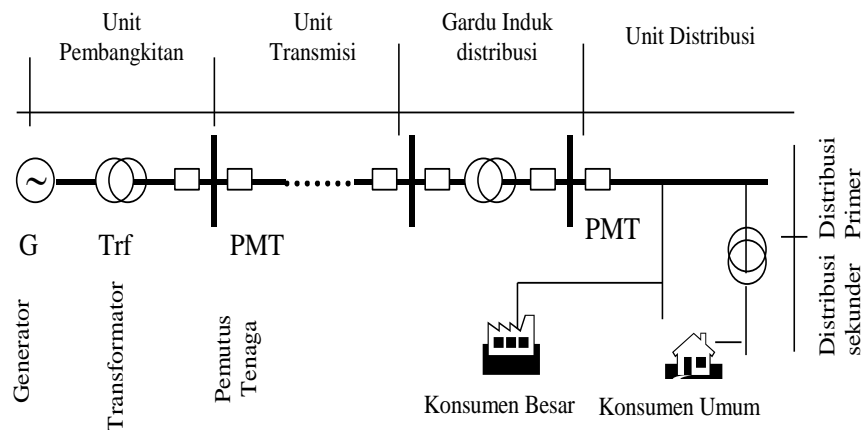 Unit
Pembangkitan
Unit
Transmisi
Gardu Induk
distribusi
Unit Distribusi
~
G
Trf
PMT
PMT
Generator
Transformator
Pemutus
Tenaga
Distribusi
Primer
Distribusi
sekunder
Konsumen Besar
Konsumen Umum